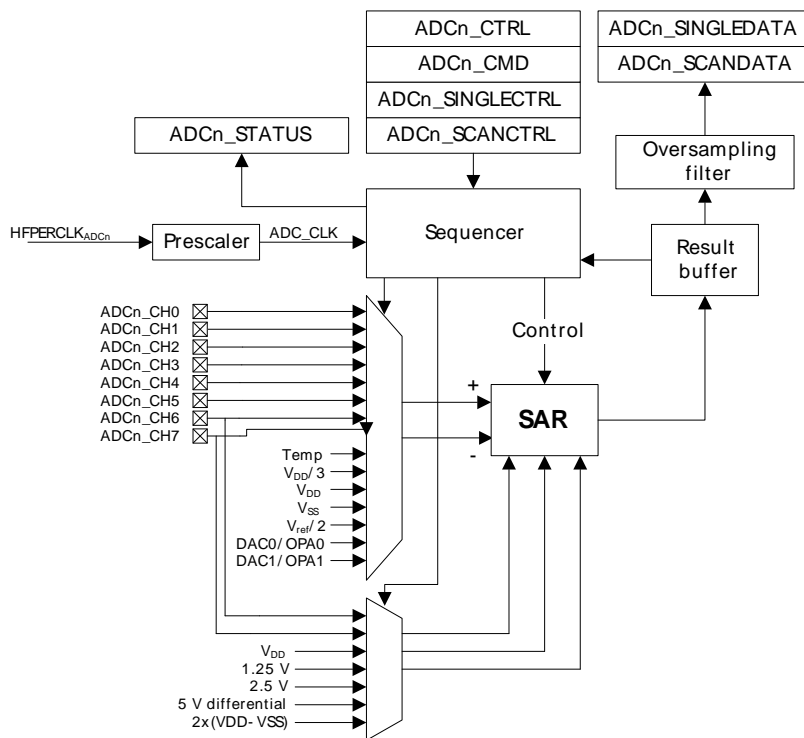 ADCn_CTRL
ADCn_CMD
ADCn_SINGLECTRL
ADCn_SCANCTRL
ADCn_SINGLEDATA
ADCn_SCANDATA
ADCn_STATUS
Oversampling
filter
HFPERCLKADCn
Prescaler
ADC_CLK
Sequencer
Result
buffer
ADCn_CH0
ADCn_CH1
ADCn_CH2
ADCn_CH3
ADCn_CH4
ADCn_CH5
ADCn_CH6
ADCn_CH7
Control
+
SAR
-
Temp
VDD/3
VDD
VSS
Vref/2
DAC0/OPA0
DAC1/OPA1
VDD
1.25 V
2.5 V
5 V differential
2x(VDD-VSS)